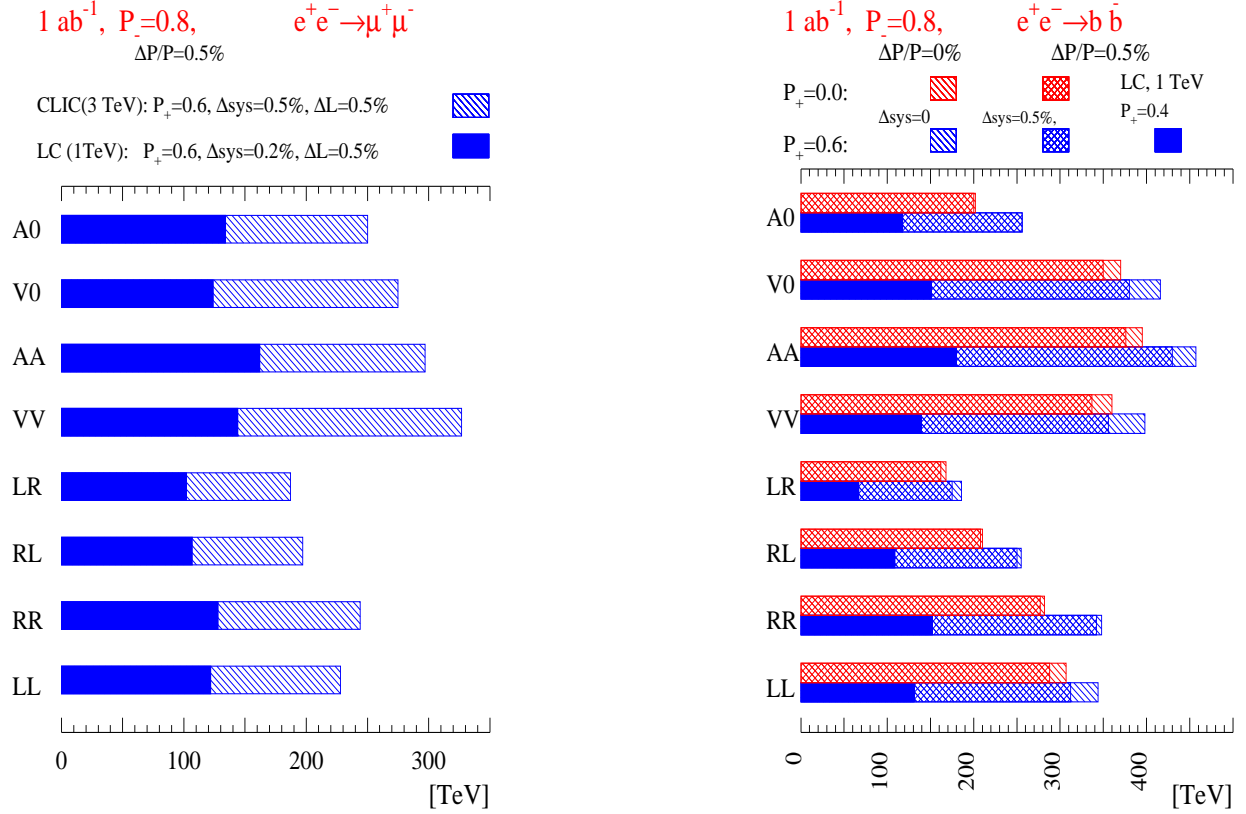 1 ab⁻¹, P₋=0.8, e⁺e⁻→μ⁺μ⁻
ΔP/P=0.5%
CLIC(3 TeV): P₊=0.6, Δsys=0.5%, ΔL=0.5%
LC (1TeV): P₊=0.6, Δsys=0.2%, ΔL=0.5%
A0
V0
AA
VV
LR
RL
RR
LL
0 100 200 300
[TeV]
1 ab⁻¹, P₋=0.8, e⁺e⁻→b b̄
ΔP/P=0% ΔP/P=0.5%
P₊=0.0: LC, 1 TeV
Δsys=0 Δsys=0.5%, P₊=0.4
P₊=0.6:
A0
V0
AA
VV
LR
RL
RR
LL
0 100 200 300 400
[TeV]